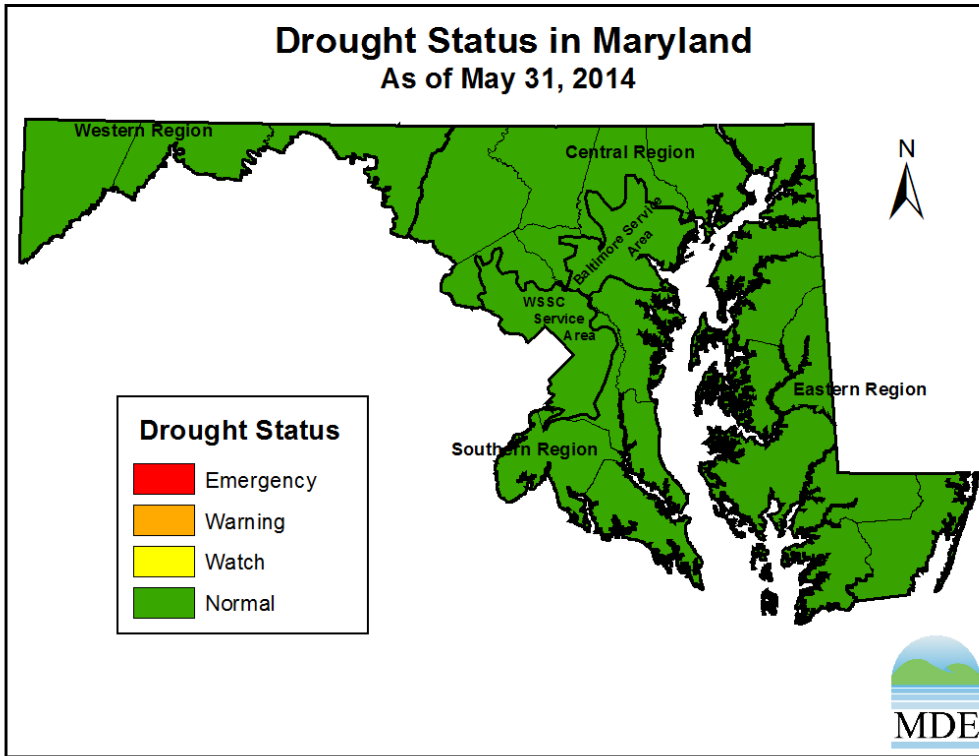 Drought Status in Maryland
As of May 31, 2014
Western Region
Central Region
N
Baltimore Service
Area
WSSC
Service
Area
Eastern Region
Southern Region
Drought Status
Emergency
Warning
Watch
Normal
MDE